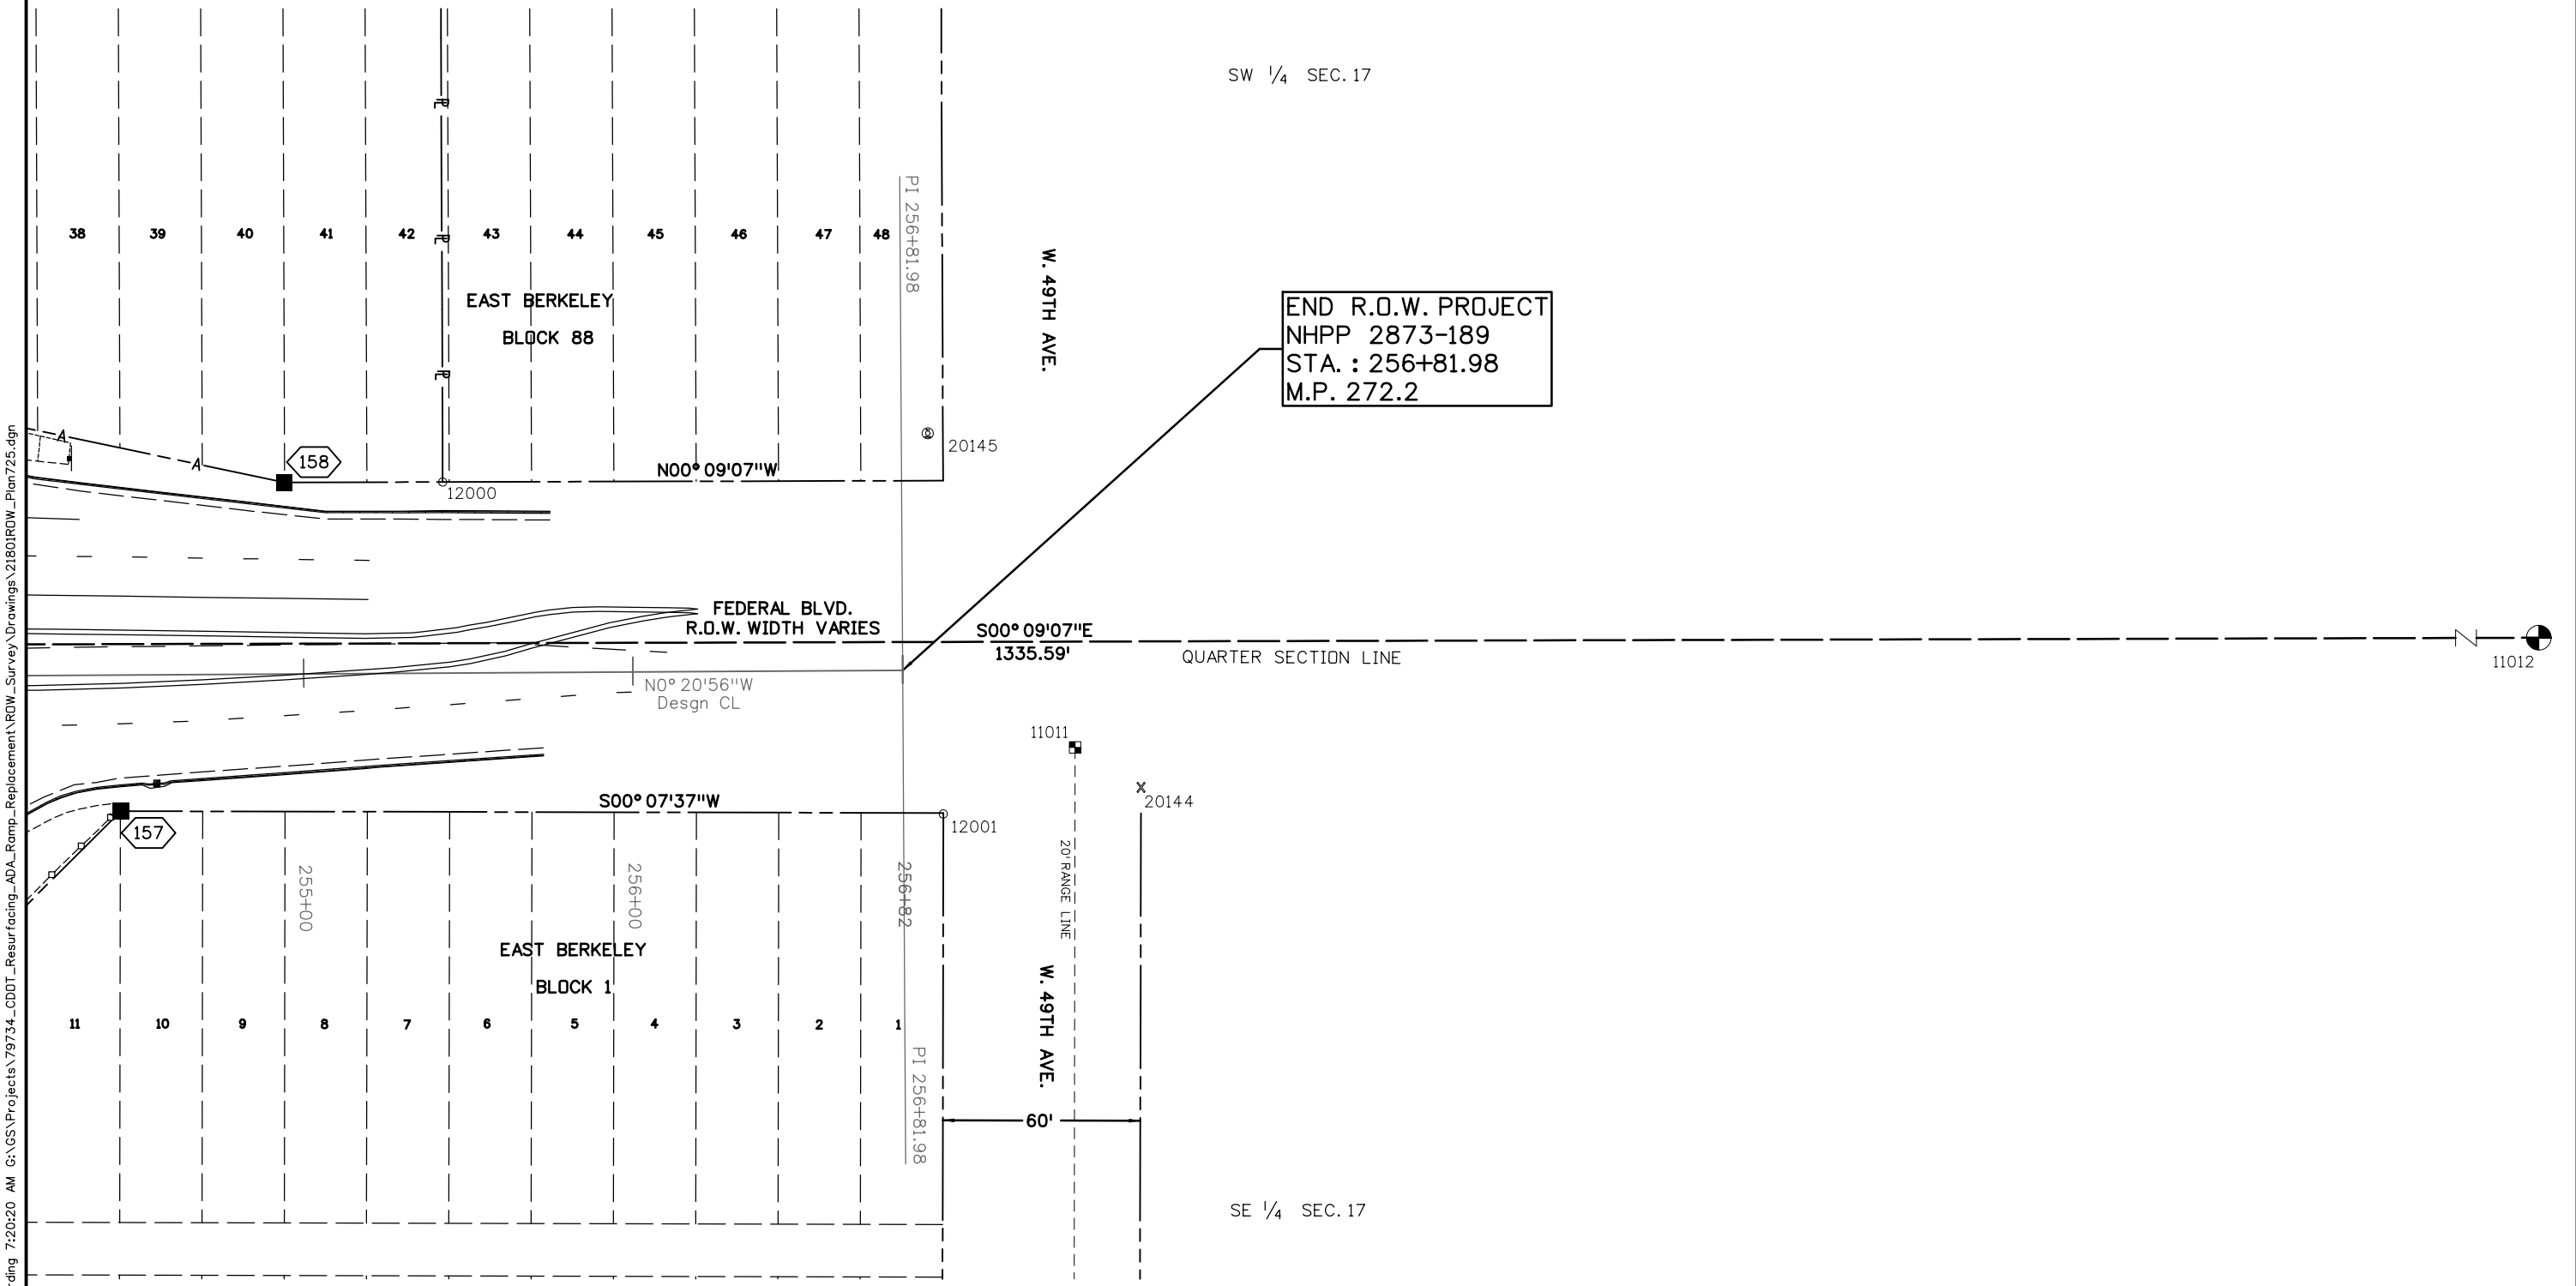 SW 1/4 SEC. 17
PL
PL
PL
PI 256+81.98
38 39 40 41 42 43 44 45 46 47 48
EAST BERKELEY
BLOCK 88
W. 49TH AVE.
END R.O.W. PROJECT
NHPP 2873-189
STA. : 256+81.98
M.P. 272.2
A
A
158
N00° 09'07"W
20145
12000
FEDERAL BLVD.
R.O.W. WIDTH VARIES
S00° 09'07"E
1335.59'
QUARTER SECTION LINE
11012
N0° 20'56"W
Desgn CL
11011
20144
S00° 07'37"W
157
12001
255+00
256+00
256+82
20' RANGE LINE
EAST BERKELEY
BLOCK 1
W. 49TH AVE.
11 10 9 8 7 6 5 4 3 2 1
PI 256+81.98
60'
SE 1/4 SEC. 17
ding 7:20:20 AM G:\GS\Projects\79734_CDOT_Resurfacing_ADA_Ramp_Replacement\ROW_Survey\Drawings\21801ROW_Plan725.dgn